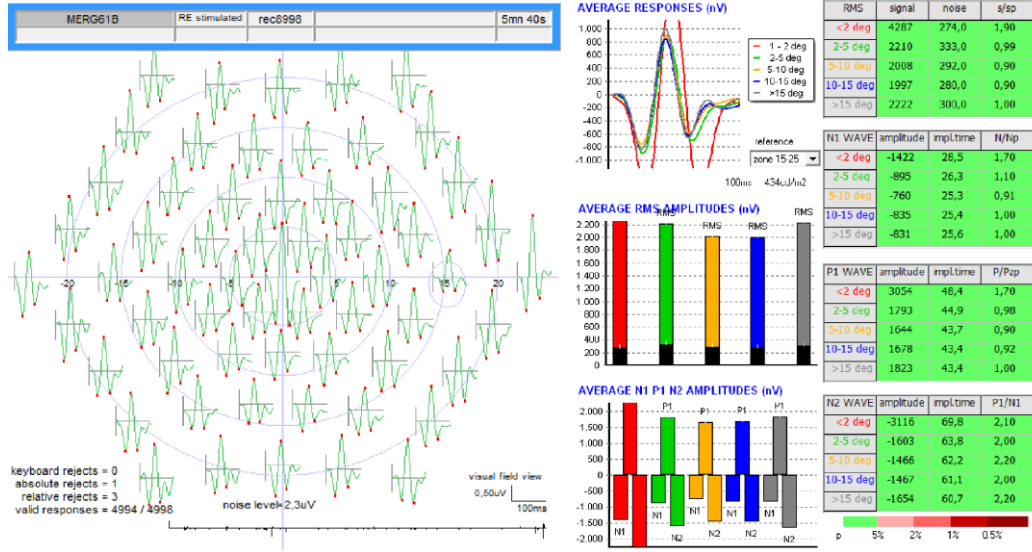 MERG61B RE stimulated rec8998 5mn 40s
-20 -15 -10 -5 5 10 15 20
keyboard rejects = 0
absolute rejects = 1
relative rejects = 3
valid responses = 4994 / 4998
noise level=2,3uV
visual field view
0,50uV
100ms
AVERAGE RESPONSES (nV)
1.000
800
600
400
200
0
-200
-400
-600
-800
-1.000
1 - 2 deg
2-5 deg
5-10 deg
10-15 deg
>15 deg
reference
zone 15-25
100ms 434cd/m2
AVERAGE RMS AMPLITUDES (nV)
RMS RMS RMS RMS
2.200
2.000
1.800
1.600
1.400
1.200
1.000
800
600
400
200
AVERAGE N1 P1 N2 AMPLITUDES (nV)
2.000
1.500
1.000
500
0
-500
-1.000
-1.500
-2.000
P1 P1 P1 P1
N1 N1 N1 N1 N1
N2 N2 N2 N2
RMS signal noise s/sp
<2 deg 4287 274,0 1,90
2-5 deg 2210 333,0 0,99
5-10 deg 2008 292,0 0,90
10-15 deg 1997 280,0 0,90
>15 deg 2222 300,0 1,00
N1 WAVE amplitude impl.time N/Np
<2 deg -1422 28,5 1,70
2-5 deg -895 26,3 1,10
5-10 deg -760 25,3 0,91
10-15 deg -835 25,4 1,00
>15 deg -831 25,6 1,00
P1 WAVE amplitude impl.time P/Pzp
<2 deg 3054 48,4 1,70
2-5 deg 1793 44,9 0,98
5-10 deg 1644 43,7 0,90
10-15 deg 1678 43,4 0,92
>15 deg 1823 43,4 1,00
N2 WAVE amplitude impl.time P1/N1
<2 deg -3116 69,8 2,10
2-5 deg -1603 63,8 2,00
5-10 deg -1466 62,2 2,20
10-15 deg -1467 61,1 2,00
>15 deg -1654 60,7 2,20
p 5% 2% 1% 0.5%